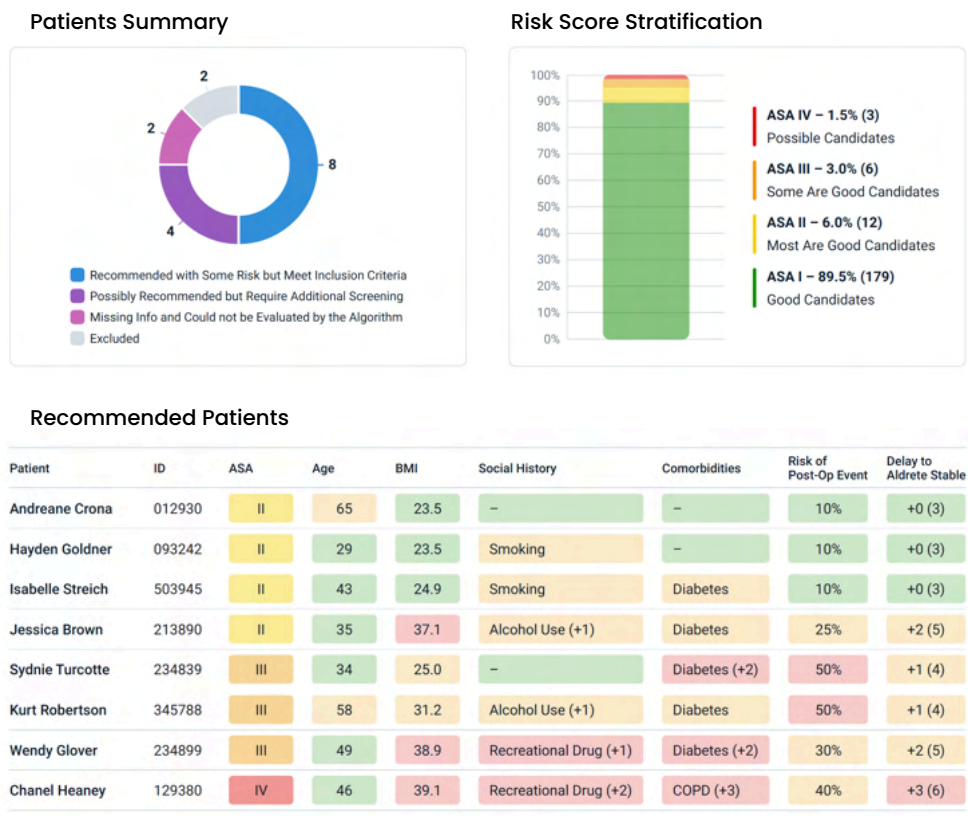 Patients Summary
2
2
8
4
Recommended with Some Risk but Meet Inclusion Criteria
Possibly Recommended but Require Additional Screening
Missing Info and Could not be Evaluated by the Algorithm
Excluded
Risk Score Stratification
100%
90%
80%
70%
60%
50%
40%
30%
20%
10%
0%
ASA IV – 1.5% (3)
Possible Candidates
ASA III – 3.0% (6)
Some Are Good Candidates
ASA II – 6.0% (12)
Most Are Good Candidates
ASA I – 89.5% (179)
Good Candidates
Recommended Patients
Patient ID ASA Age BMI Social History Comorbidities Risk of Post-Op Event Delay to Aldrete Stable
Andreane Crona 012930 II 65 23.5 – – 10% +0 (3)
Hayden Goldner 093242 II 29 23.5 Smoking – 10% +0 (3)
Isabelle Streich 503945 II 43 24.9 Smoking Diabetes 10% +0 (3)
Jessica Brown 213890 II 35 37.1 Alcohol Use (+1) Diabetes 25% +2 (5)
Sydnie Turcotte 234839 III 34 25.0 – Diabetes (+2) 50% +1 (4)
Kurt Robertson 345788 III 58 31.2 Alcohol Use (+1) Diabetes 50% +1 (4)
Wendy Glover 234899 III 49 38.9 Recreational Drug (+1) Diabetes (+2) 30% +2 (5)
Chanel Heaney 129380 IV 46 39.1 Recreational Drug (+2) COPD (+3) 40% +3 (6)